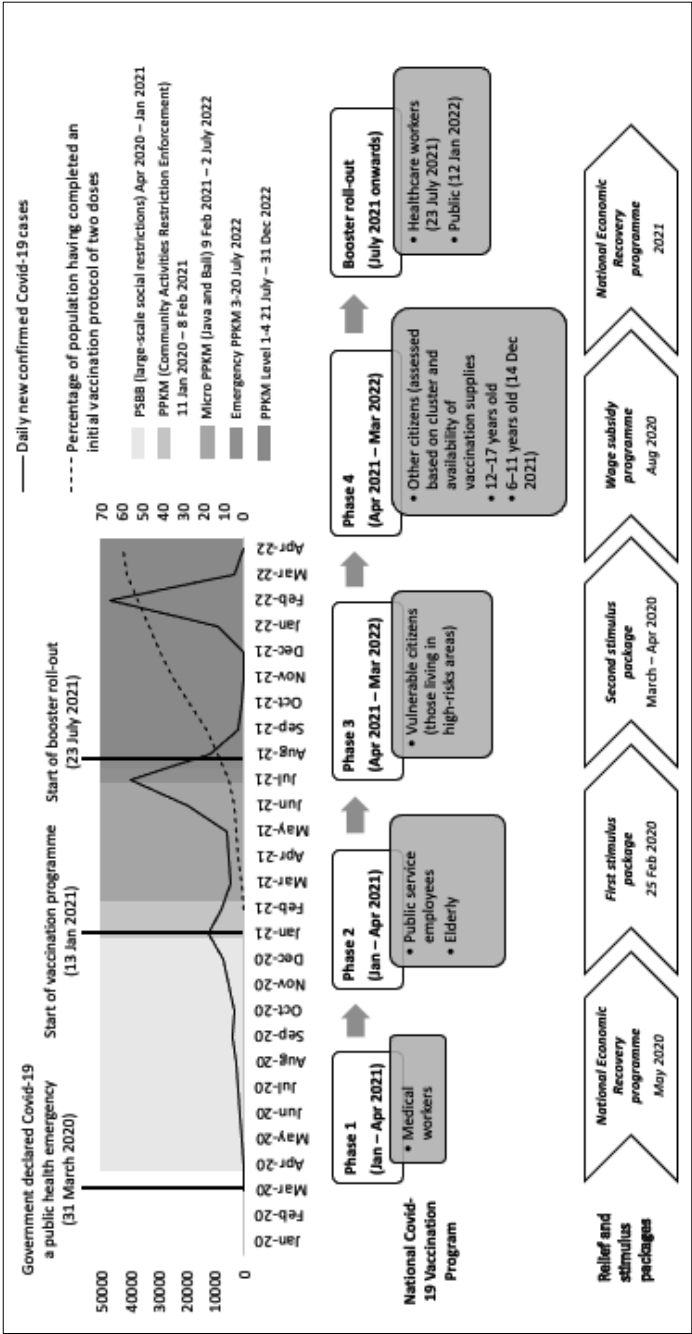 Government declared Covid-19
a public health emergency
(31 March 2020)
Start of vaccination programme
(13 Jan 2021)
Start of booster roll-out
(23 July 2021)
Daily new confirmed Covid-19 cases
Percentage of population having completed an
initial vaccination protocol of two doses
PSBB (large-scale social restrictions) Apr 2020 – Jan 2021
PPKM (Community Activities Restriction Enforcement)
11 Jan 2020 – 8 Feb 2021
Micro PPKM (Java and Bali) 9 Feb 2021 – 2 July 2022
Emergency PPKM 3-20 July 2022
PPKM Level 1-4 21 July – 31 Dec 2022
50000
40000
30000
20000
10000
0
70
60
50
40
30
20
10
0
Jan-20
Feb-20
Mar-20
Apr-20
May-20
Jun-20
Jul-20
Aug-20
Sep-20
Oct-20
Nov-20
Dec-20
Jan-21
Feb-21
Mar-21
Apr-21
May-21
Jun-21
Jul-21
Aug-21
Sep-21
Oct-21
Nov-21
Dec-21
Jan-22
Feb-22
Mar-22
Apr-22
National Covid-
19 Vaccination
Program
Phase 1
(Jan – Apr 2021)
• Medical
workers
Phase 2
(Jan – Apr 2021)
• Public service
employees
• Elderly
Phase 3
(Apr 2021 – Mar 2022)
• Vulnerable citizens
(those living in
high-risks areas)
Phase 4
(Apr 2021 – Mar 2022)
• Other citizens (assessed
based on cluster and
availability of
vaccination supplies
• 12–17 years old
• 6–11 years old (14 Dec
2021)
Booster roll-out
(July 2021 onwards)
• Healthcare workers
(23 July 2021)
• Public (12 Jan 2022)
Relief and
stimulus
packages
National Economic
Recovery
programme
May 2020
First stimulus
package
25 Feb 2020
Second stimulus
package
March – Apr 2020
Wage subsidy
programme
Aug 2020
National Economic
Recovery
programme
2021